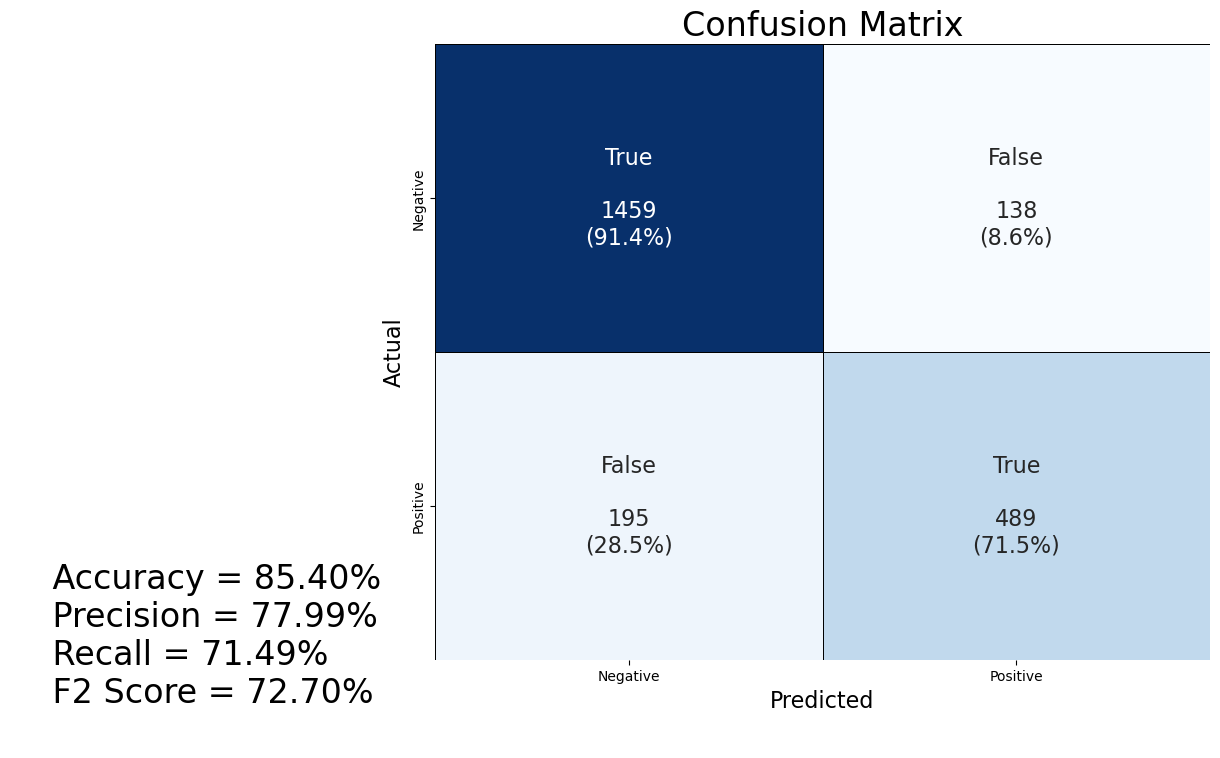 Confusion Matrix
True
1459
(91.4%)
False
138
(8.6%)
False
195
(28.5%)
True
489
(71.5%)
Negative
Positive
Actual
Negative
Positive
Predicted
Accuracy = 85.40%
Precision = 77.99%
Recall = 71.49%
F2 Score = 72.70%